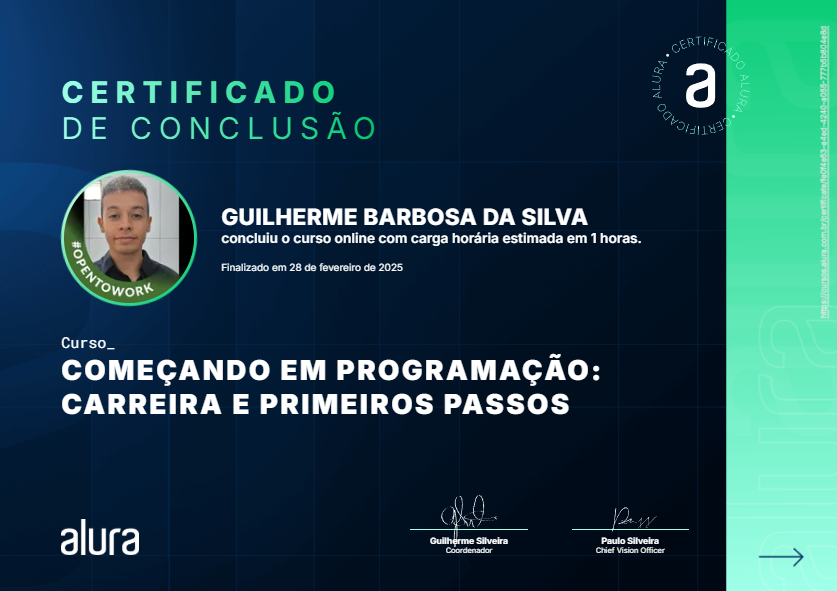 CERTIFICADO
DE CONCLUSÃO
CERTIFICADO ALURA • CERTIFICADO ALURA •
a
#OPENTOWORK
GUILHERME BARBOSA DA SILVA
concluiu o curso online com carga horária estimada em 1 horas.
Finalizado em 28 de fevereiro de 2025
Curso_
COMEÇANDO EM PROGRAMAÇÃO:
CARREIRA E PRIMEIROS PASSOS
alura
Guilherme Silveira
Coordenador
Paulo Silveira
Chief Vision Officer
alura